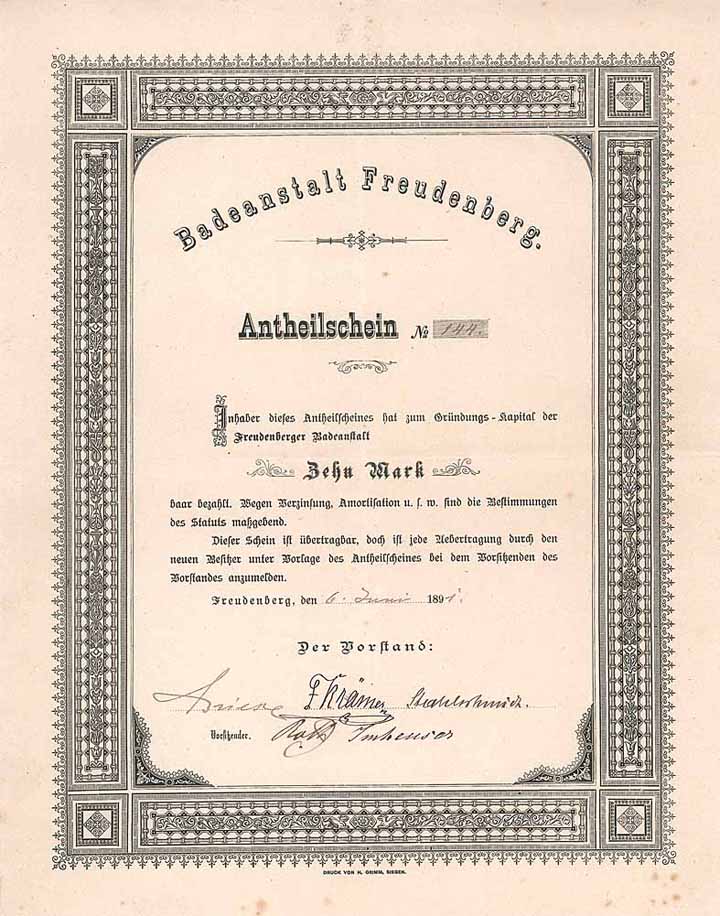 Badeanstalt Freudenberg.
Antheilschein № 144.
Inhaber dieses Antheilscheines hat zum Gründungs-Kapital der
Freudenberger Badeanstalt
Zehn Mark
baar bezahlt. Wegen Verzinsung, Amortisation u. s. w. sind die Bestimmungen
des Statuts maßgebend.
Dieser Schein ist übertragbar, doch ist jede Uebertragung durch den
neuen Besitzer unter Vorlage des Antheilscheines bei dem Vorsitzenden des
Vorstandes anzumelden.
Freudenberg, den 6. Juni 1891.
Der Vorstand:
F Krämer Stahlschmidt.
Vorsitzender.
DRUCK VON H. GRIMM, SIEGEN.